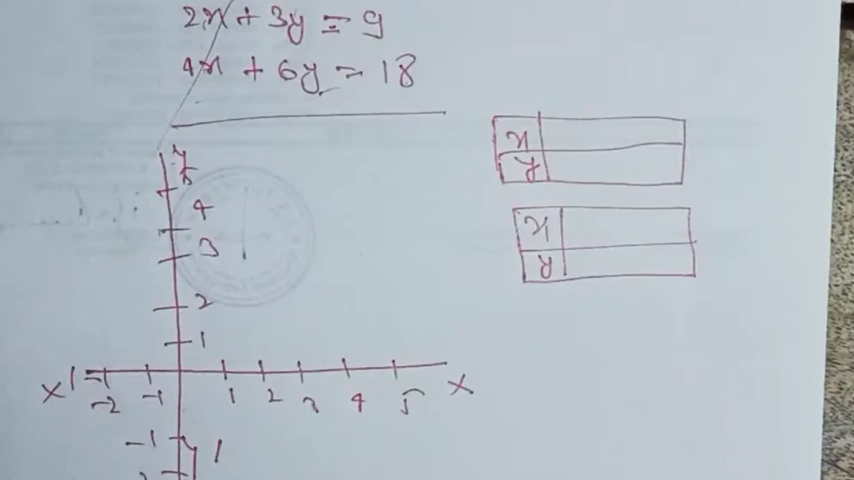 2x + 3y = 9
4x + 6y = 18
x
y
x
y
y
5
4
3
2
1
X' -2 -1 1 2 3 4 5 X
-1